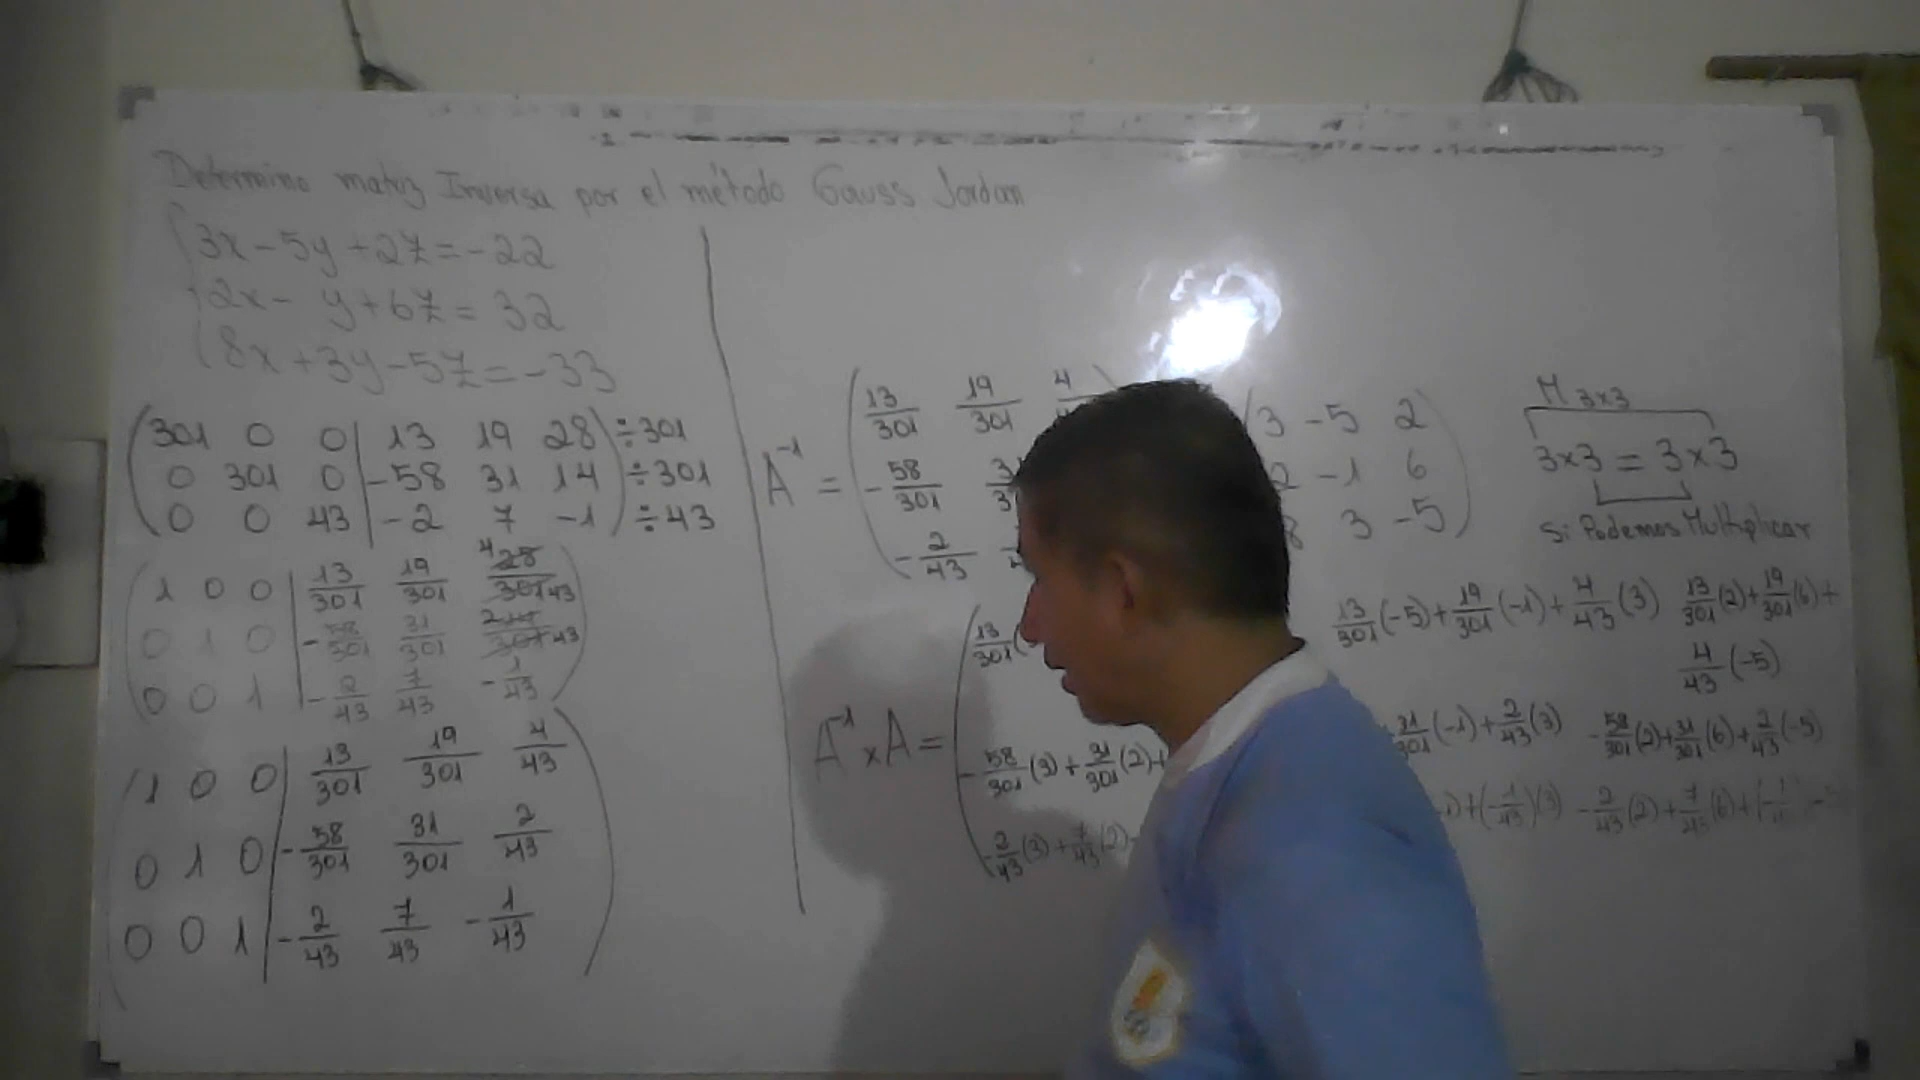 Determine matriz Inversa por el método Gauss Jordan
3x - 5y + 2z = -22
2x - y + 6z = 32
8x + 3y - 5z = -33
301 0 0 | 13 19 28 ÷301
0 301 0 | -58 31 14 ÷301
0 0 43 | -2 7 -1 ÷43
1 0 0 | 13/301 19/301 4 28/301 43
0 1 0 | -58/301 31/301 2 14/301 43
0 0 1 | -2/43 7/43 -1/43
1 0 0 | 13/301 19/301 4/43
0 1 0 | -58/301 31/301 2/43
0 0 1 | -2/43 7/43 -1/43
A⁻¹ =
13/301 19/301 4
-58/301
-2/43
3 -5 2
2 -1 6
8 3 -5
M 3x3
3x3 = 3x3
Si Podemos Multiplicar
A⁻¹ x A =
13/301( 13/301(-5)+19/301(-1)+4/43(3) 13/301(2)+19/301(6)+
4/43(-5)
-58/301(3)+31/301(2)+ 31/301(-1)+2/43(3) -58/301(2)+31/301(6)+2/43(-5)
-2/43(3)+7/43(2)- )+(-1/43)(3) -2/43(2)+7/43(6)+(-1